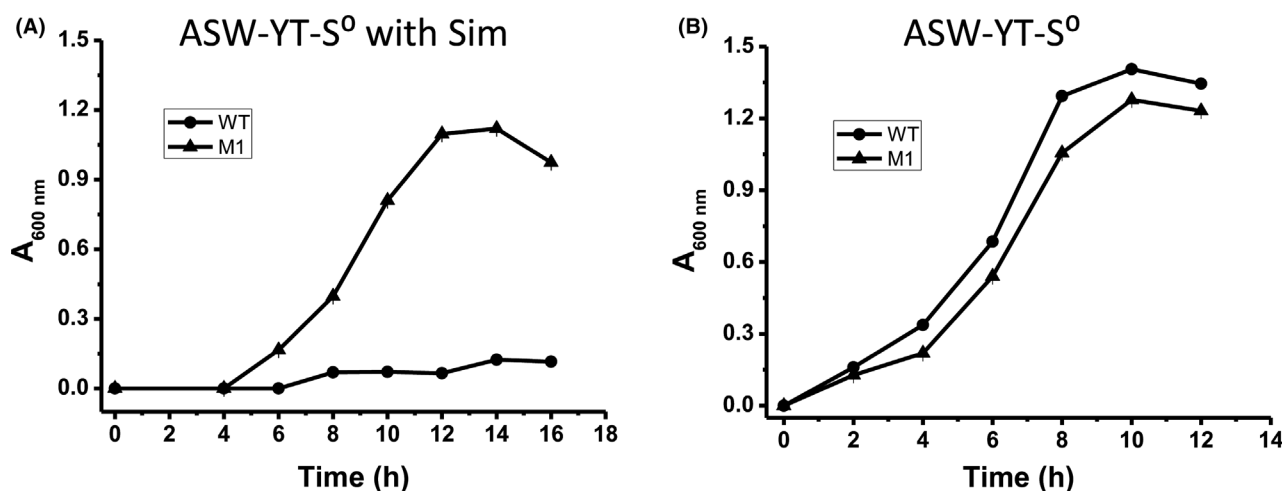 (A)
ASW-YT-S⁰ with Sim
1.5
1.2
0.9
0.6
0.3
0.0
A600 nm
WT
M1
0 2 4 6 8 10 12 14 16 18
Time (h)
(B)
ASW-YT-S⁰
1.5
1.2
0.9
0.6
0.3
0.0
A600 nm
WT
M1
0 2 4 6 8 10 12 14
Time (h)